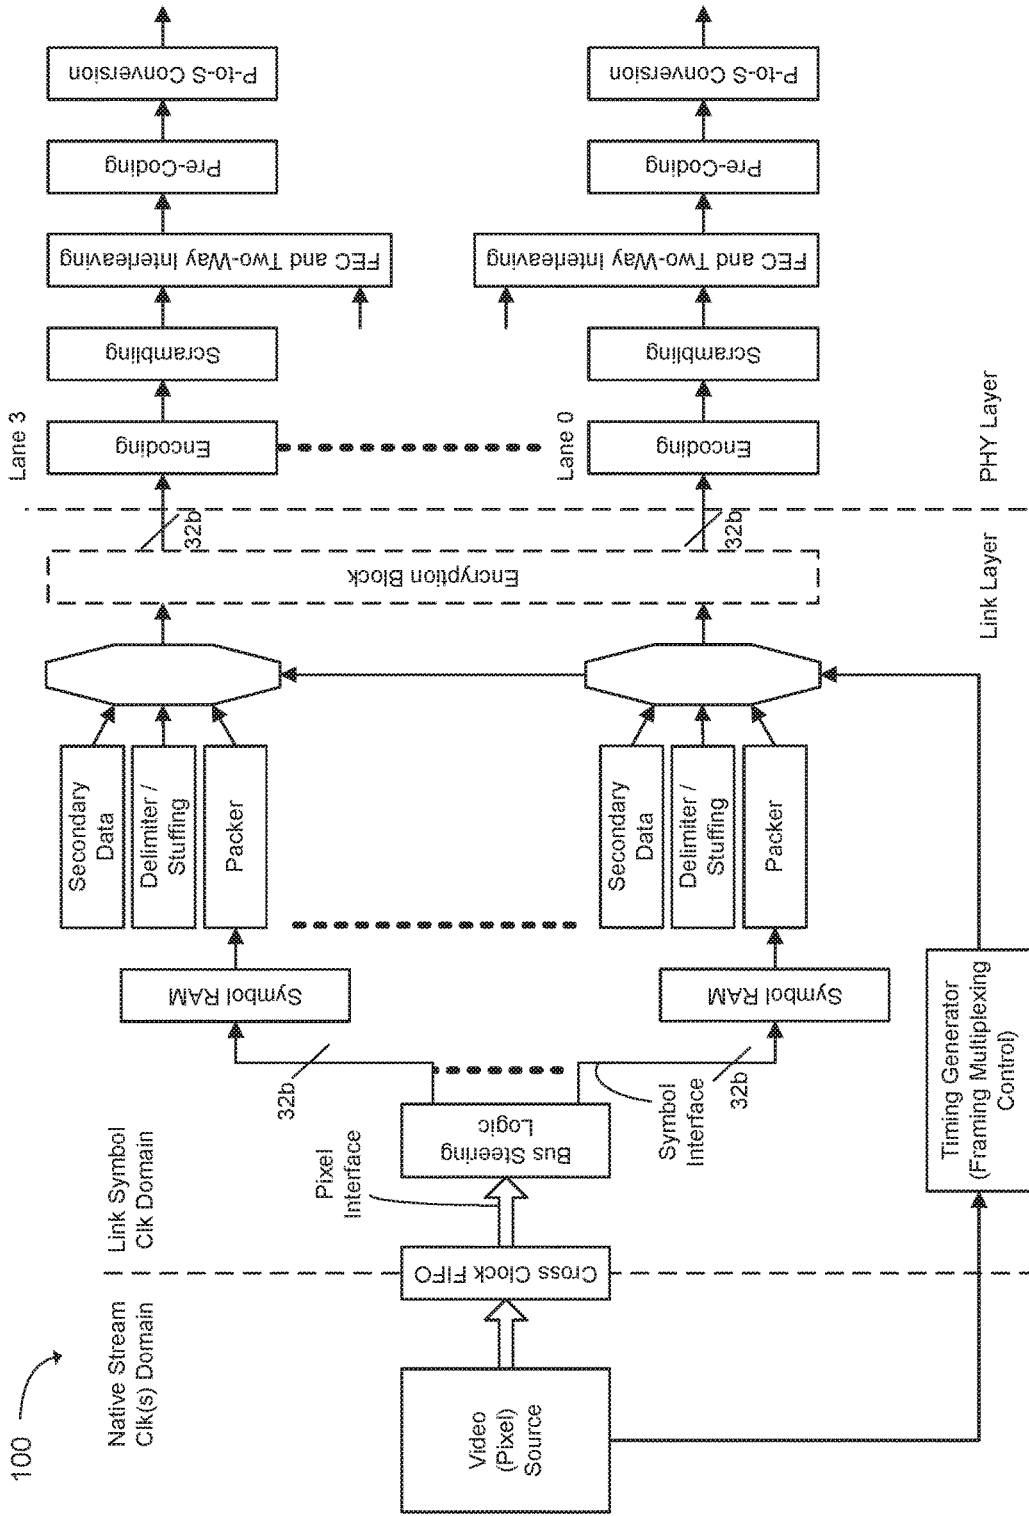 100
Native Stream
Clk(s) Domain
Link Symbol
Clk Domain
Video
(Pixel)
Source
Cross Clock FIFO
Pixel
Interface
Bus Steering
Logic
32b
Symbol
Interface
32b
Timing Generator
(Framing Multiplexing
Control)
Symbol RAM
Symbol RAM
Secondary
Data
Delimiter /
Stuffing
Packer
Secondary
Data
Delimiter /
Stuffing
Packer
Encryption Block
32b
32b
Link Layer
PHY Layer
Lane 3
Encoding
Scrambling
FEC and Two-Way Interleaving
Pre-Coding
P-to-S Conversion
Lane 0
Encoding
Scrambling
FEC and Two-Way Interleaving
Pre-Coding
P-to-S Conversion